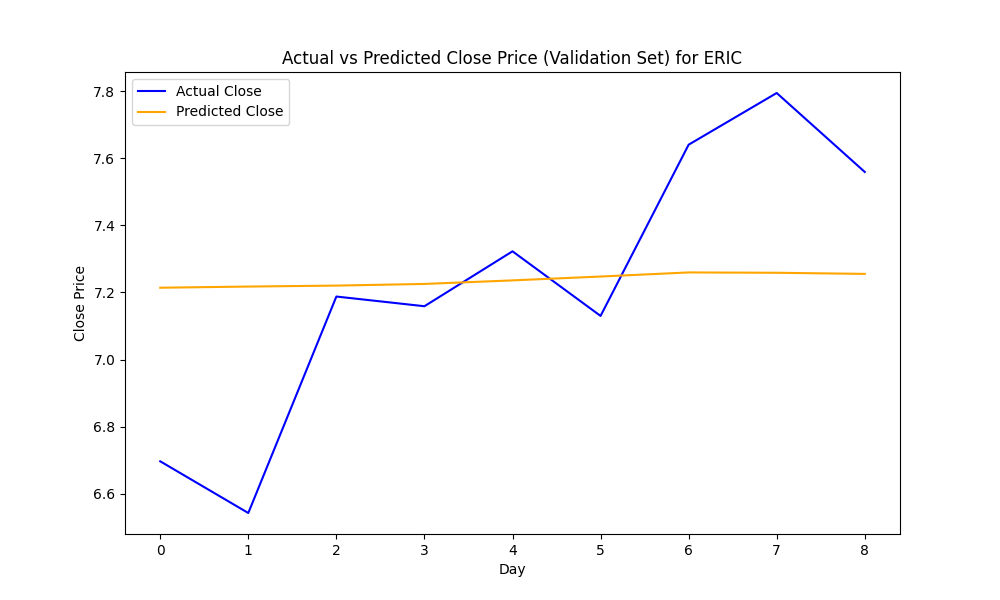 Actual vs Predicted Close Price (Validation Set) for ERIC
Actual Close
Predicted Close
Close Price
7.8
7.6
7.4
7.2
7.0
6.8
6.6
0 1 2 3 4 5 6 7 8
Day